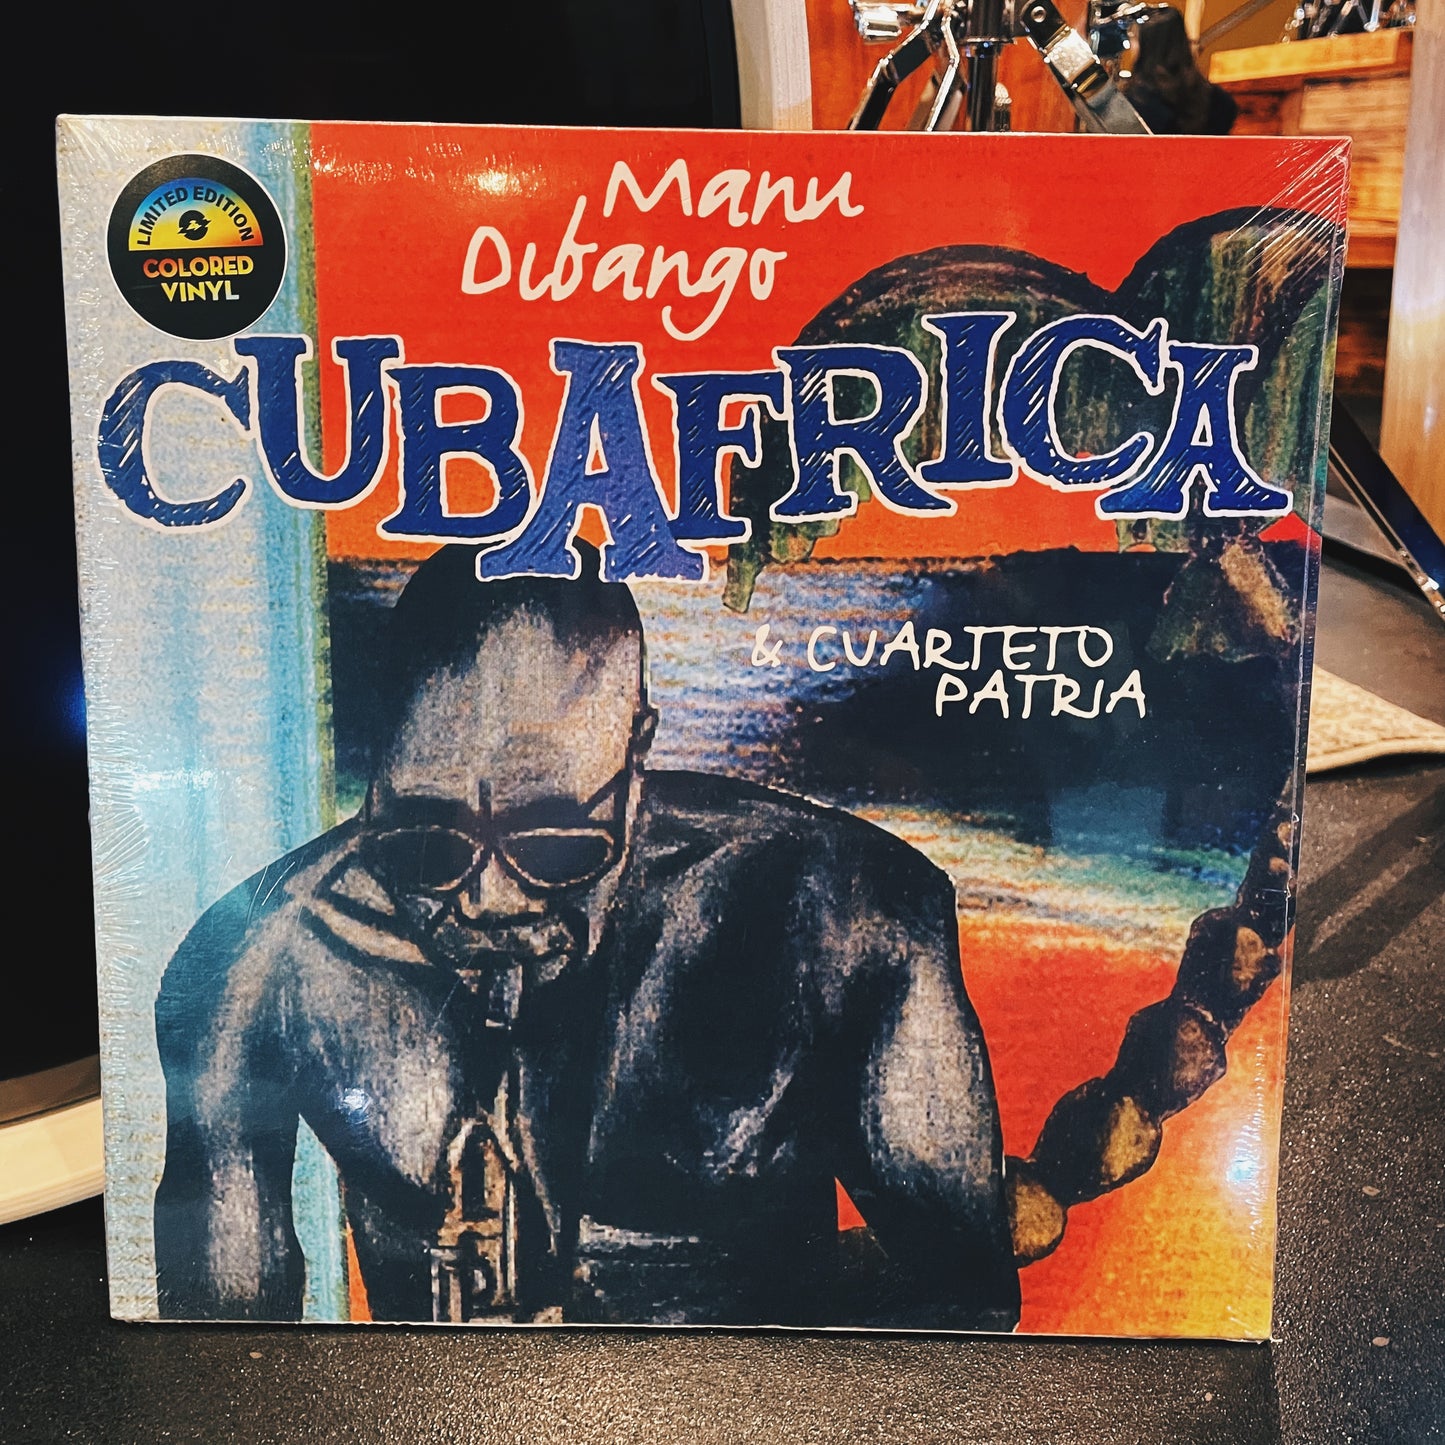 LIMITED EDITION
COLORED
VINYL
Manu
Dibango
CUBAFRICA
& CUARTETO
PATRIA